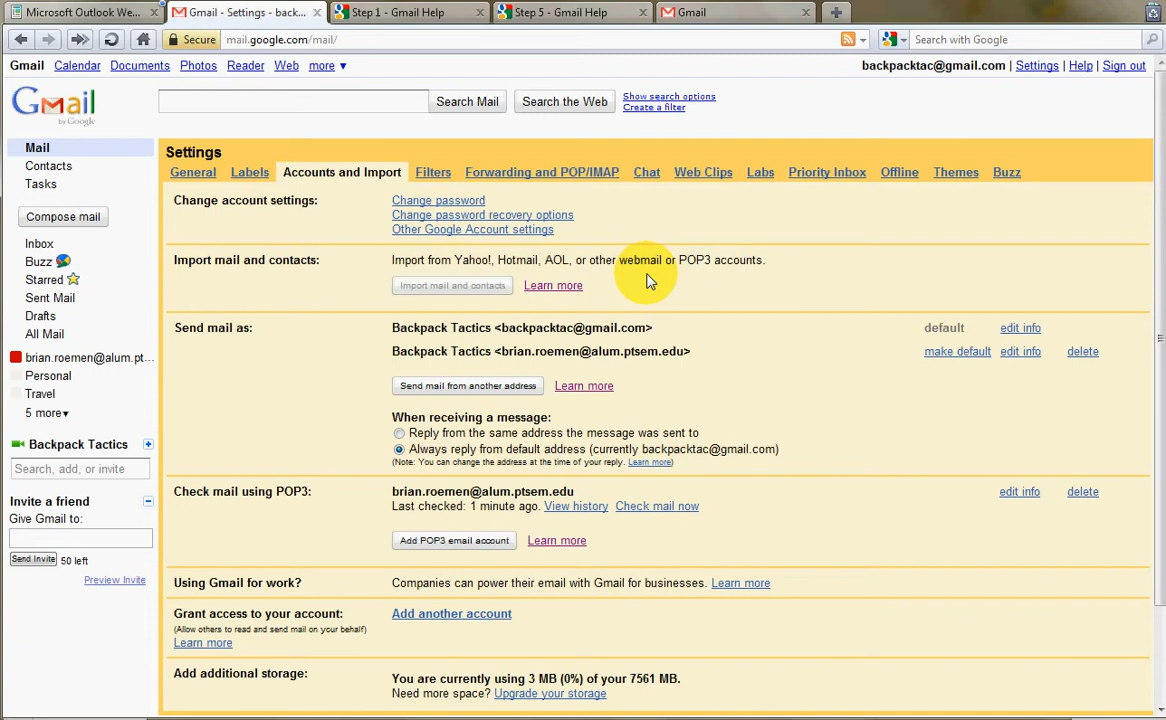 Microsoft Outlook We... Gmail - Settings - back... Step 1 - Gmail Help Step 5 - Gmail Help Gmail
Secure mail.google.com/mail/ Search with Google
Gmail Calendar Documents Photos Reader Web more ▼ backpacktac@gmail.com | Settings | Help | Sign out
Gmail by Google
Search Mail Search the Web Show search options
Create a filter
Mail
Contacts
Tasks
Compose mail
Inbox
Buzz
Starred
Sent Mail
Drafts
All Mail
brian.roemen@alum.pt...
Personal
Travel
5 more▼
Backpack Tactics
Search, add, or invite
Invite a friend
Give Gmail to:
Send Invite 50 left
Preview Invite
Settings
General Labels Accounts and Import Filters Forwarding and POP/IMAP Chat Web Clips Labs Priority Inbox Offline Themes Buzz
Change account settings: Change password
Change password recovery options
Other Google Account settings
Import mail and contacts: Import from Yahoo!, Hotmail, AOL, or other webmail or POP3 accounts.
Import mail and contacts Learn more
Send mail as: Backpack Tactics <backpacktac@gmail.com> default edit info
Backpack Tactics <brian.roemen@alum.ptsem.edu> make default edit info delete
Send mail from another address Learn more
When receiving a message:
Reply from the same address the message was sent to
Always reply from default address (currently backpacktac@gmail.com)
(Note: You can change the address at the time of your reply. Learn more)
Check mail using POP3: brian.roemen@alum.ptsem.edu edit info delete
Last checked: 1 minute ago. View history Check mail now
Add POP3 email account Learn more
Using Gmail for work? Companies can power their email with Gmail for businesses. Learn more
Grant access to your account: Add another account
(Allow others to read and send mail on your behalf)
Learn more
Add additional storage: You are currently using 3 MB (0%) of your 7561 MB.
Need more space? Upgrade your storage